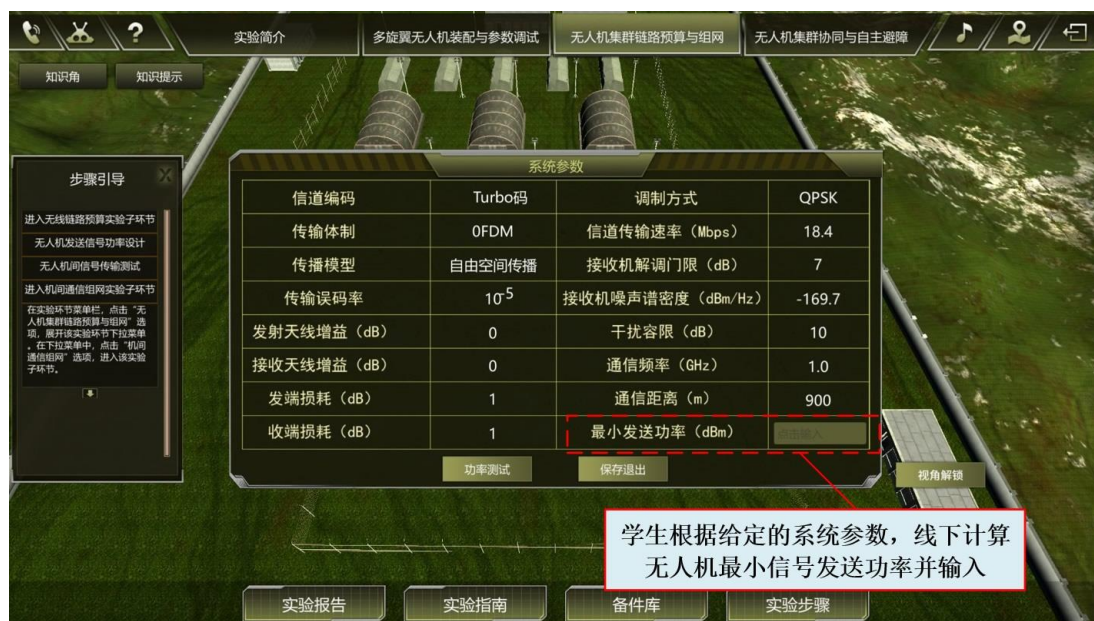 实验简介
多旋翼无人机装配与参数调试
无人机集群链路预算与组网
无人机集群协同与自主避障
知识角
知识提示
步骤引导
进入无线链路预算实验子环节
无人机发送信号功率设计
无人机间信号传输测试
进入机间通信组网实验子环节
在实验环节菜单栏，点击“无
人机集群链路预算与组网”选
项，展开该实验环节下拉菜单
。在下拉菜单中，点击“机间
通信组网”选项，进入该实验
子环节。
系统参数
信道编码 Turbo码 调制方式 QPSK
传输体制 OFDM 信道传输速率（Mbps） 18.4
传播模型 自由空间传播 接收机解调门限（dB） 7
传输误码率 10⁻⁵ 接收机噪声谱密度（dBm/Hz） -169.7
发射天线增益（dB） 0 干扰容限（dB） 10
接收天线增益（dB） 0 通信频率（GHz） 1.0
发端损耗（dB） 1 通信距离（m） 900
收端损耗（dB） 1 最小发送功率（dBm） 点击输入
功率测试
保存退出
视角解锁
学生根据给定的系统参数，线下计算
无人机最小信号发送功率并输入
实验报告
实验指南
备件库
实验步骤